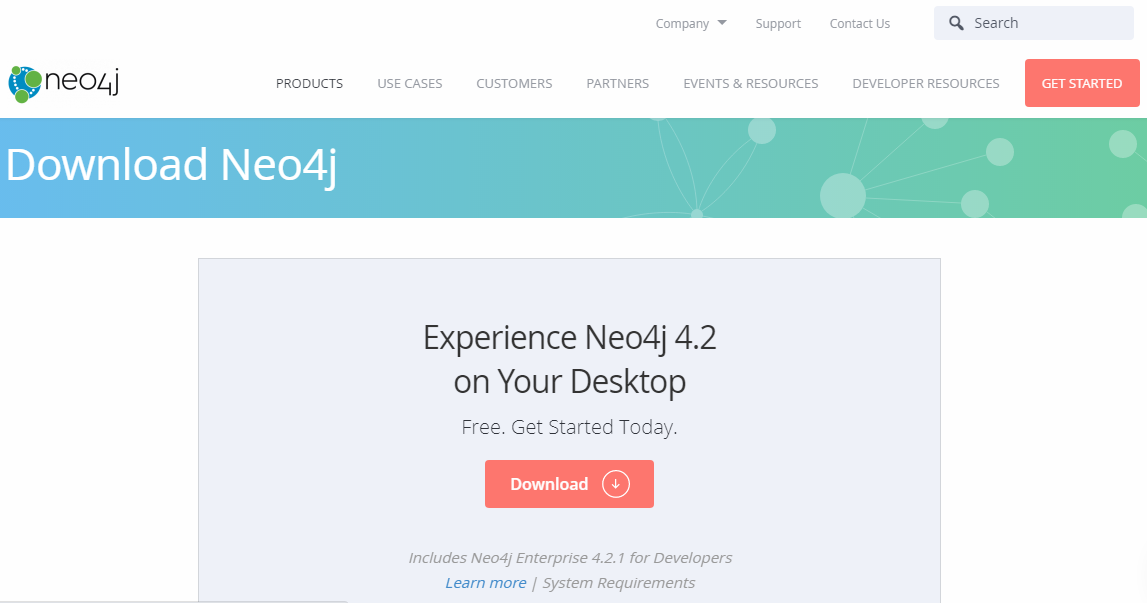 Company Support Contact Us Search
neo4j PRODUCTS USE CASES CUSTOMERS PARTNERS EVENTS & RESOURCES DEVELOPER RESOURCES GET STARTED
Download Neo4j
Experience Neo4j 4.2
on Your Desktop
Free. Get Started Today.
Download
Includes Neo4j Enterprise 4.2.1 for Developers
Learn more | System Requirements